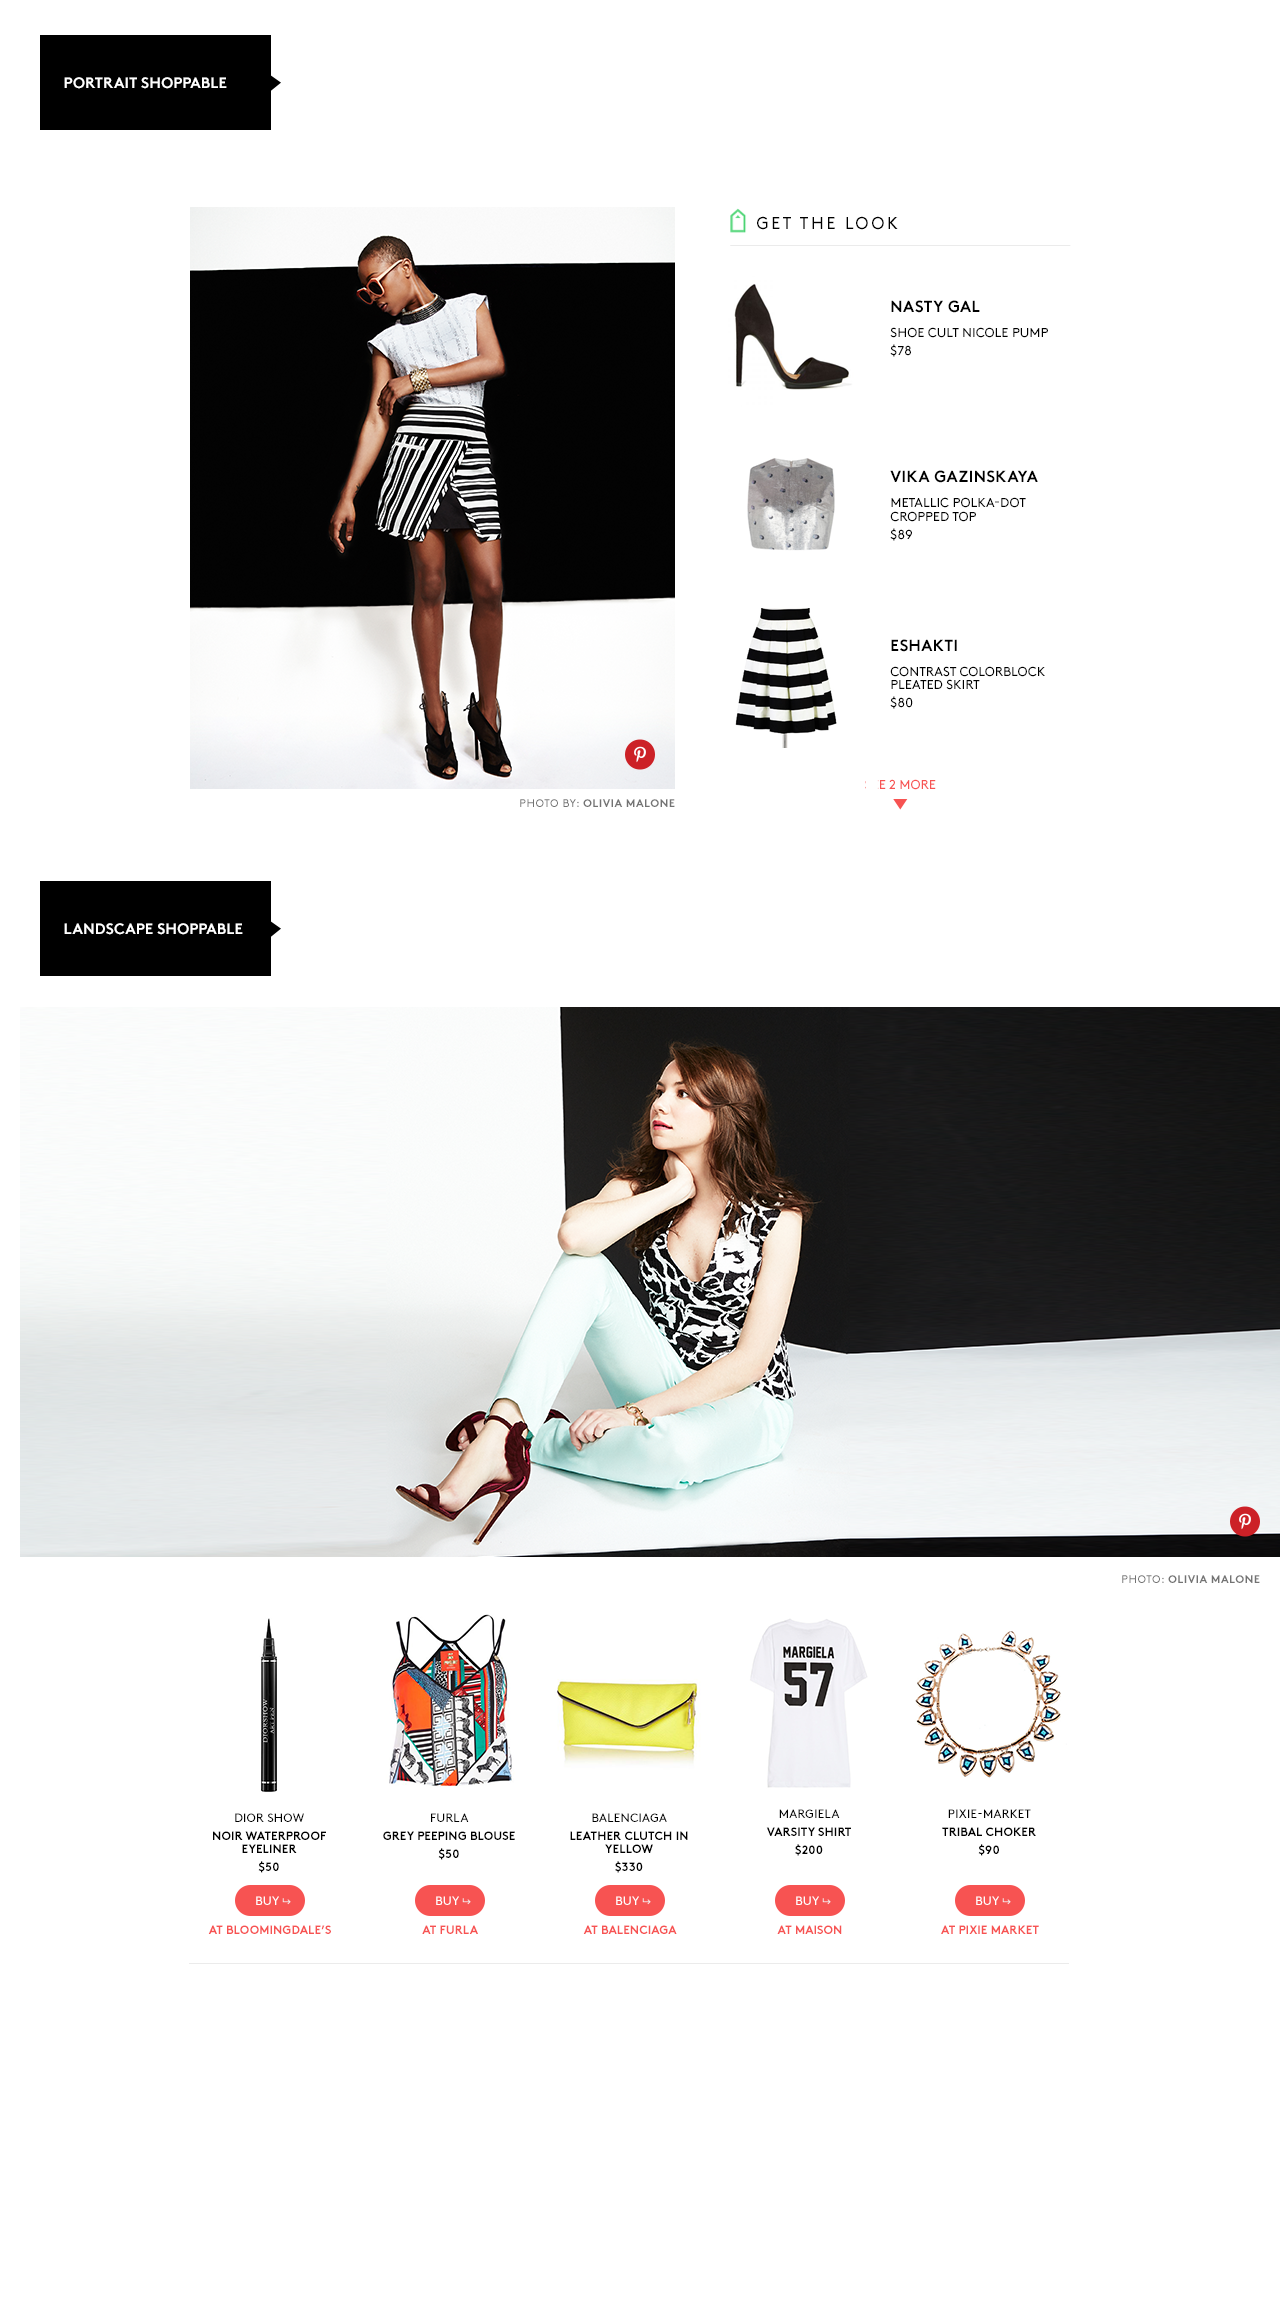 PORTRAIT SHOPPABLE
GET THE LOOK
NASTY GAL
SHOE CULT NICOLE PUMP
$78
VIKA GAZINSKAYA
METALLIC POLKA-DOT
CROPPED TOP
$89
ESHAKTI
CONTRAST COLORBLOCK
PLEATED SKIRT
$80
E 2 MORE
PHOTO BY: OLIVIA MALONE
LANDSCAPE SHOPPABLE
PHOTO: OLIVIA MALONE
DIORSHOW
ART PEN
MARGIELA
57
DIOR SHOW
NOIR WATERPROOF
EYELINER
$50
BUY
AT BLOOMINGDALE'S
FURLA
GREY PEEPING BLOUSE
$50
BUY
AT FURLA
BALENCIAGA
LEATHER CLUTCH IN
YELLOW
$330
BUY
AT BALENCIAGA
MARGIELA
VARSITY SHIRT
$200
BUY
AT MAISON
PIXIE-MARKET
TRIBAL CHOKER
$90
BUY
AT PIXIE MARKET